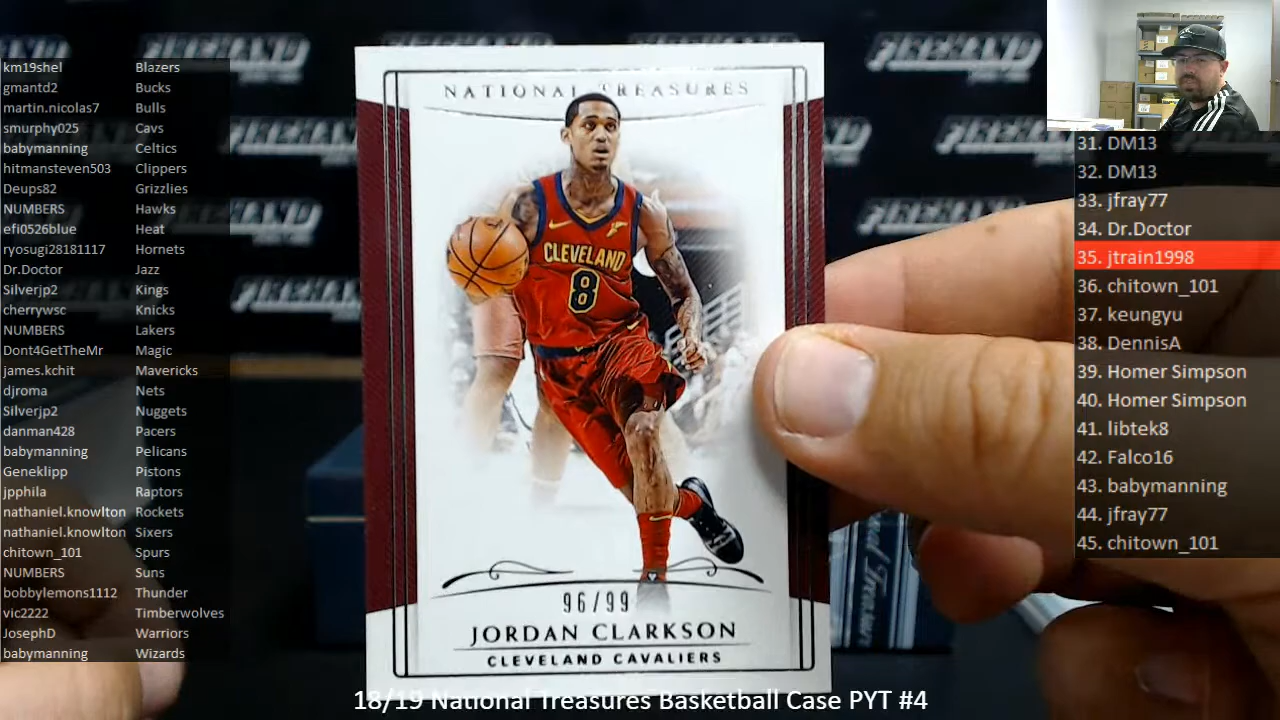 km19shel Blazers
gmantd2 Bucks
martin.nicolas7 Bulls
smurphy025 Cavs
babymanning Celtics
hitmansteven503 Clippers
Deups82 Grizzlies
NUMBERS Hawks
efi0526blue Heat
ryosugi28181117 Hornets
Dr.Doctor Jazz
Silverjp2 Kings
cherrywsc Knicks
NUMBERS Lakers
Dont4GetTheMr Magic
james.kchit Mavericks
djroma Nets
Silverjp2 Nuggets
danman428 Pacers
babymanning Pelicans
Geneklipp Pistons
jpphila Raptors
nathaniel.knowlton Rockets
nathaniel.knowlton Sixers
chitown_101 Spurs
NUMBERS Suns
bobbylemons1112 Thunder
vic2222 Timberwolves
JosephD Warriors
babymanning Wizards
NATIONAL TREASURES
CLEVELAND
8
96/99
JORDAN CLARKSON
CLEVELAND CAVALIERS
31. DM13
32. DM13
33. jfray77
34. Dr.Doctor
35. jtrain1998
36. chitown_101
37. keungyu
38. DennisA
39. Homer Simpson
40. Homer Simpson
41. libtek8
42. Falco16
43. babymanning
44. jfray77
45. chitown_101
18/19 National Treasures Basketball Case PYT #4